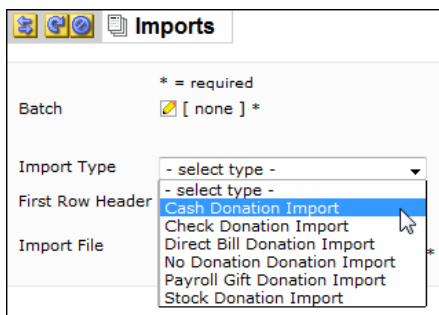 Imports
* = required
Batch [ none ] *
Import Type - select type -
- select type -
First Row Header Cash Donation Import
Check Donation Import
Import File Direct Bill Donation Import *
No Donation Donation Import
Payroll Gift Donation Import
Stock Donation Import